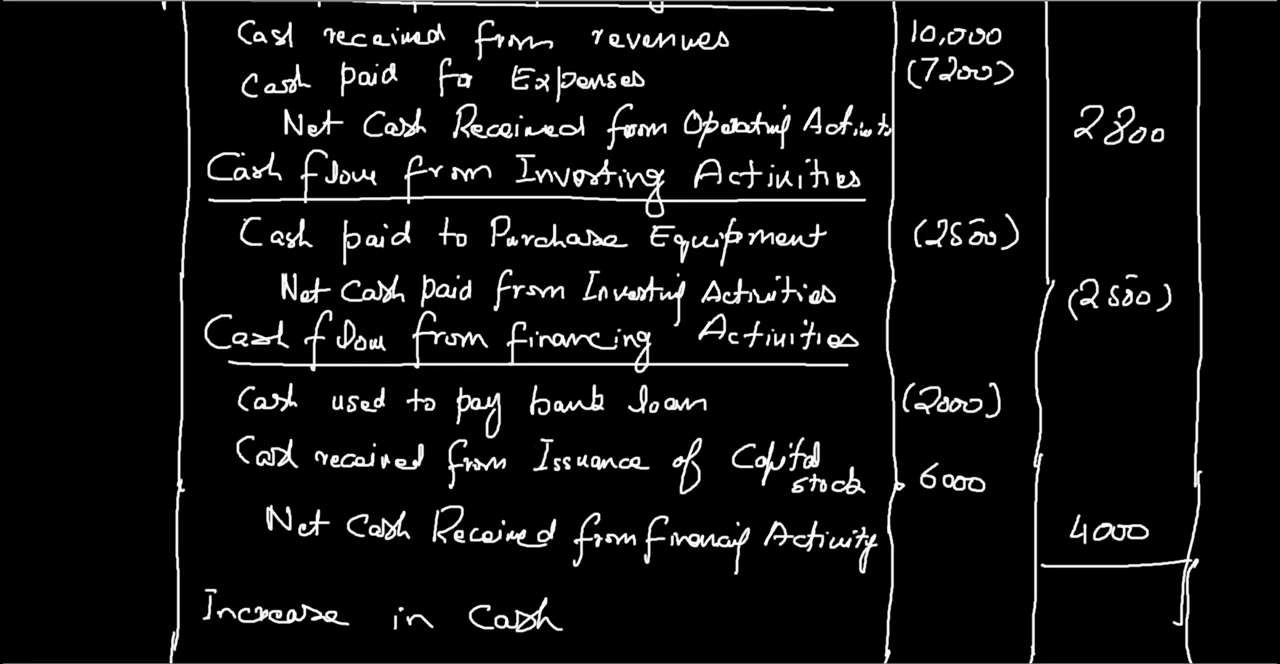 Cash received from revenues 10,000
Cash paid for Expenses (7200)
Net Cash Received from Operating Activit 2800
Cash flow from Investing Activities
Cash paid to Purchase Equipment (2500)
Net Cash paid from Investing Activities (2500)
Cash flow from financing Activities
Cash used to pay bank loan (2000)
Cash received from Issuance of Capital
stock 6000
Net Cash Received from financing Activity 4000
Increase in Cash